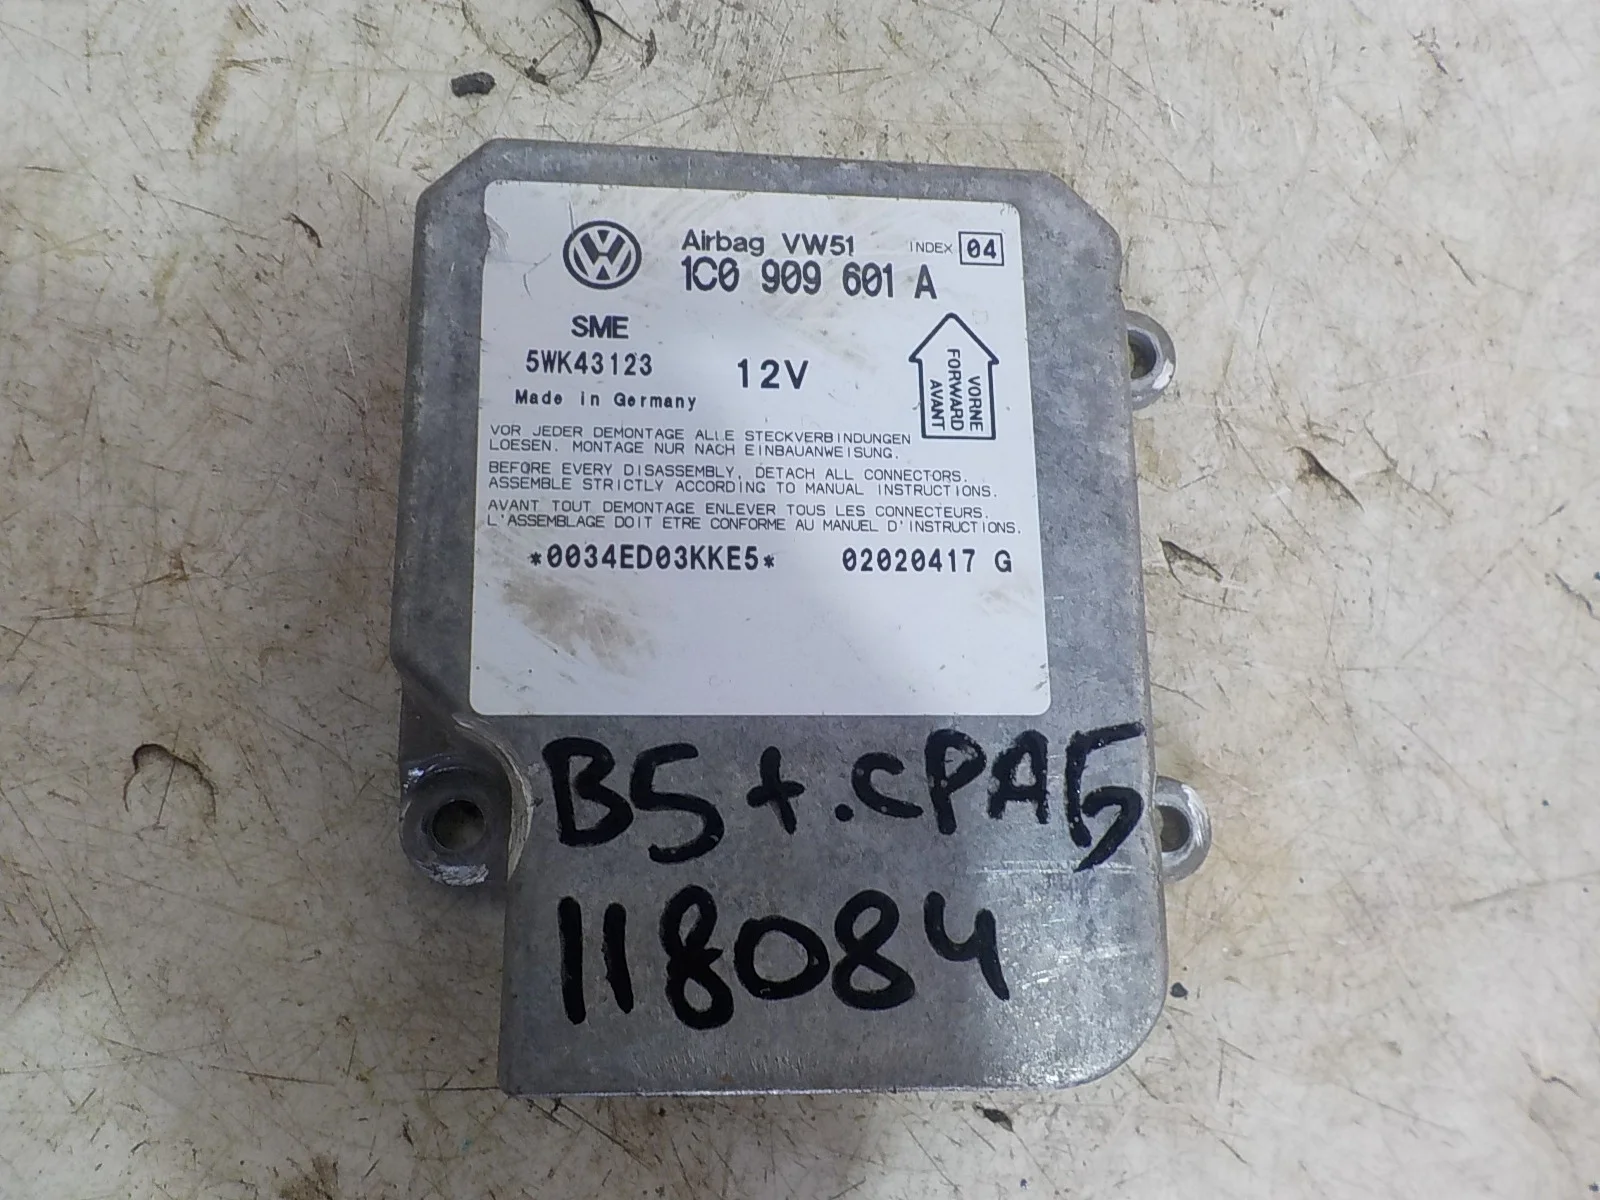 Airbag VW51 INDEX 04
1C0 909 601 A
SME
5WK43123 12V
Made in Germany
VORNE
FORWARD
AVANT
VOR JEDER DEMONTAGE ALLE STECKVERBINDUNGEN
LOESEN. MONTAGE NUR NACH EINBAUANWEISUNG.
BEFORE EVERY DISASSEMBLY, DETACH ALL CONNECTORS.
ASSEMBLE STRICTLY ACCORDING TO MANUAL INSTRUCTIONS.
AVANT TOUT DEMONTAGE ENLEVER TOUS LES CONNECTEURS.
L'ASSEMBLAGE DOIT ETRE CONFORME AU MANUEL D'INSTRUCTIONS.
*0034ED03KKE5* 02020417 G
B5+.СРАБ
118084